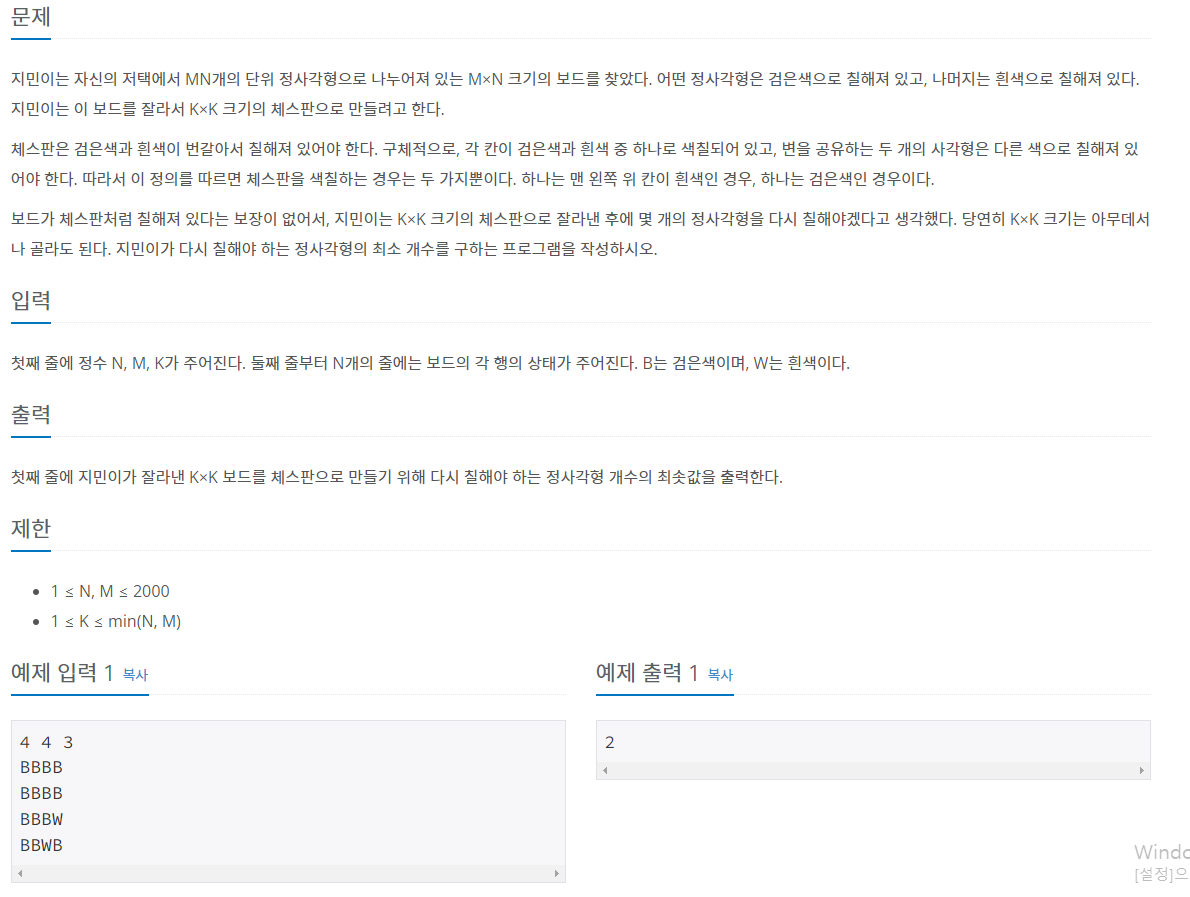 문제
지민이는 자신의 저택에서 MN개의 단위 정사각형으로 나누어져 있는 M×N 크기의 보드를 찾았다. 어떤 정사각형은 검은색으로 칠해져 있고, 나머지는 흰색으로 칠해져 있다.
지민이는 이 보드를 잘라서 K×K 크기의 체스판으로 만들려고 한다.
체스판은 검은색과 흰색이 번갈아서 칠해져 있어야 한다. 구체적으로, 각 칸이 검은색과 흰색 중 하나로 색칠되어 있고, 변을 공유하는 두 개의 사각형은 다른 색으로 칠해져 있
어야 한다. 따라서 이 정의를 따르면 체스판을 색칠하는 경우는 두 가지뿐이다. 하나는 맨 왼쪽 위 칸이 흰색인 경우, 하나는 검은색인 경우이다.
보드가 체스판처럼 칠해져 있다는 보장이 없어서, 지민이는 K×K 크기의 체스판으로 잘라낸 후에 몇 개의 정사각형을 다시 칠해야겠다고 생각했다. 당연히 K×K 크기는 아무데서
나 골라도 된다. 지민이가 다시 칠해야 하는 정사각형의 최소 개수를 구하는 프로그램을 작성하시오.
입력
첫째 줄에 정수 N, M, K가 주어진다. 둘째 줄부터 N개의 줄에는 보드의 각 행의 상태가 주어진다. B는 검은색이며, W는 흰색이다.
출력
첫째 줄에 지민이가 잘라낸 K×K 보드를 체스판으로 만들기 위해 다시 칠해야 하는 정사각형 개수의 최솟값을 출력한다.
제한
• 1 ≤ N, M ≤ 2000
• 1 ≤ K ≤ min(N, M)
예제 입력 1 복사
4 4 3
BBBB
BBBB
BBBW
BBWB
예제 출력 1 복사
2
[설정]으